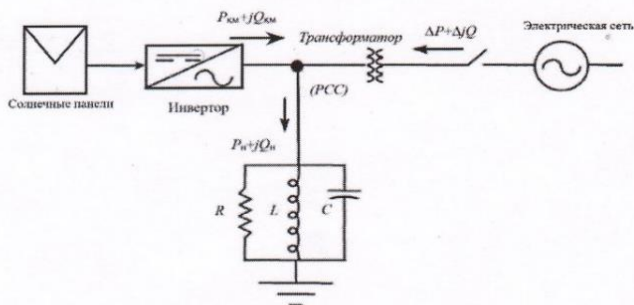 Pкм+jQкм
Трансформатор
ΔP+ΔjQ
Электрическая сеть
Солнечные панели
Инвертор
(PCC)
Pн+jQн
R
L
C